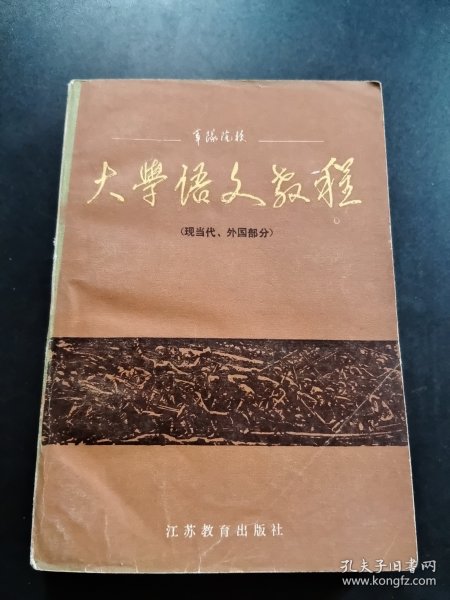 军队院校
大學语文教程
(现当代、外国部分)
江苏教育出版社
孔夫子旧书网
www.kongfz.com